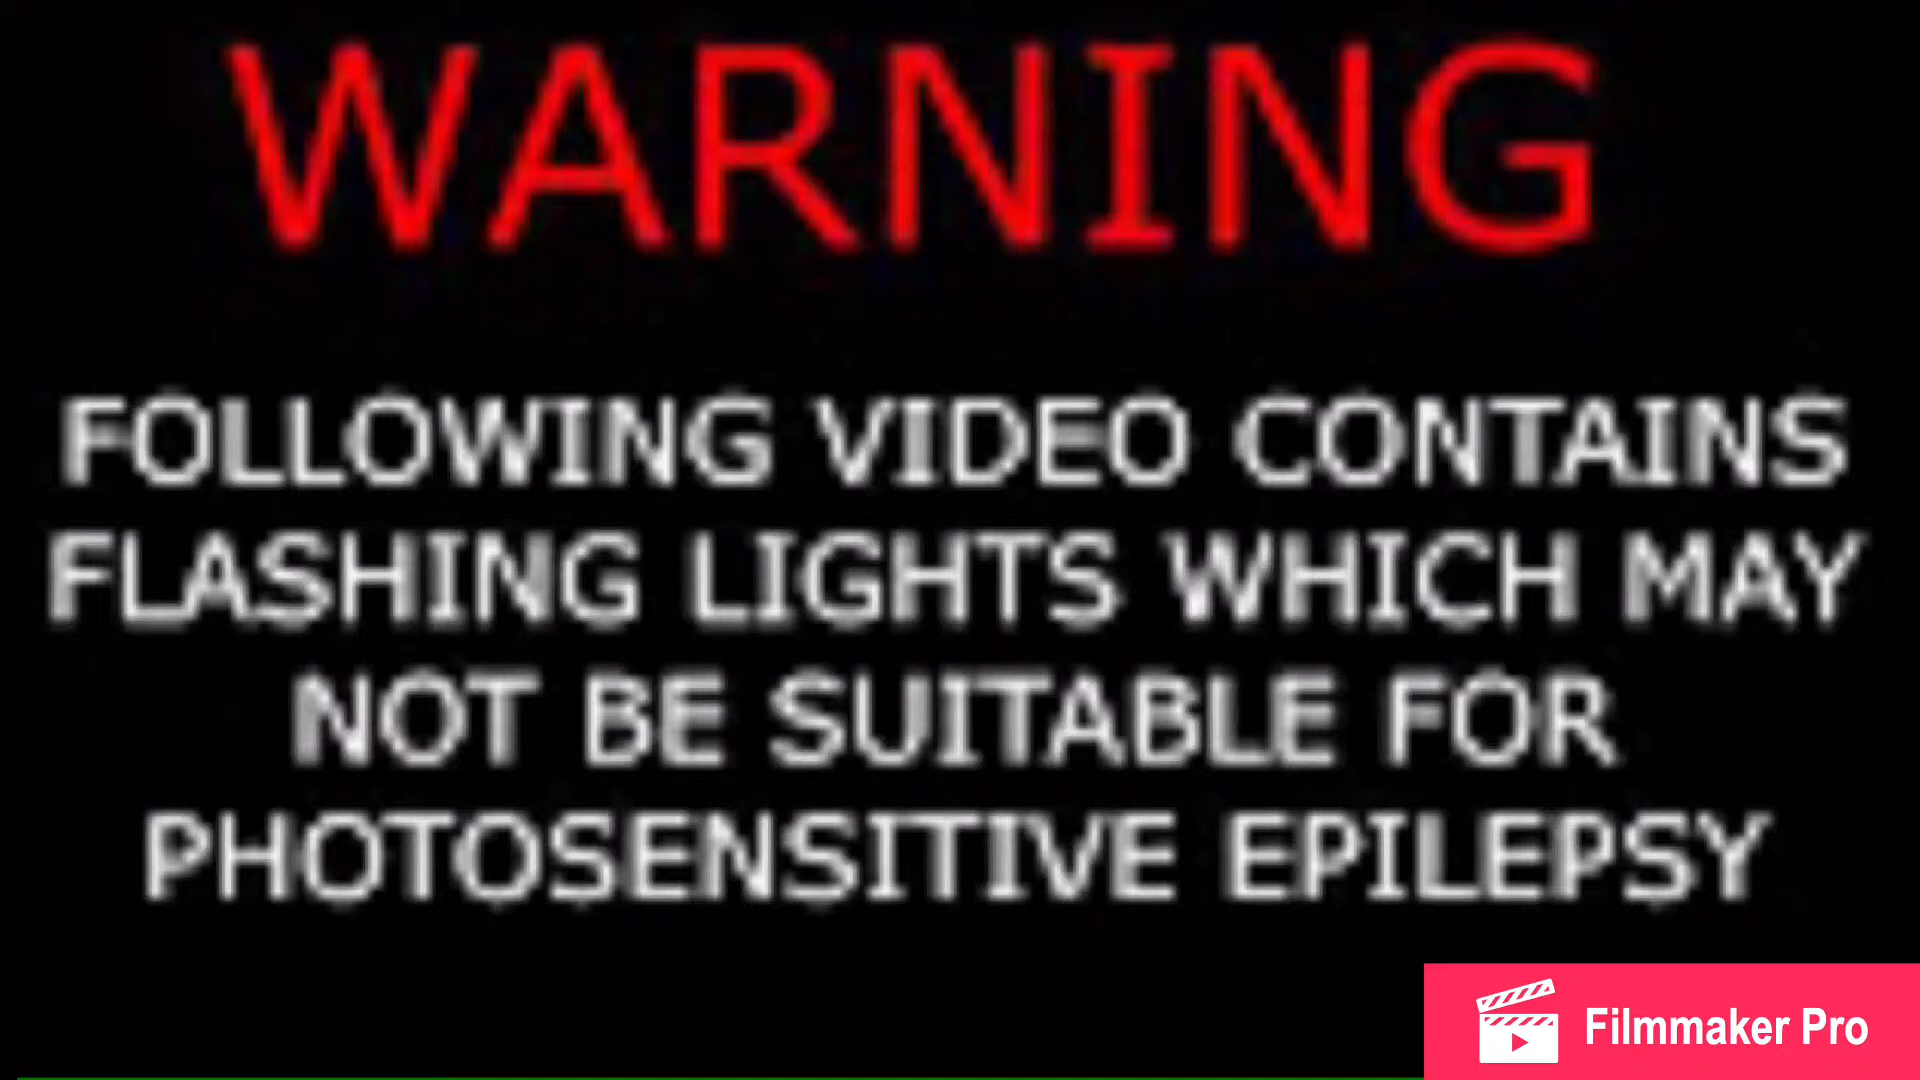 WARNING
FOLLOWING VIDEO CONTAINS
FLASHING LIGHTS WHICH MAY
NOT BE SUITABLE FOR
PHOTOSENSITIVE EPILEPSY
Filmmaker Pro